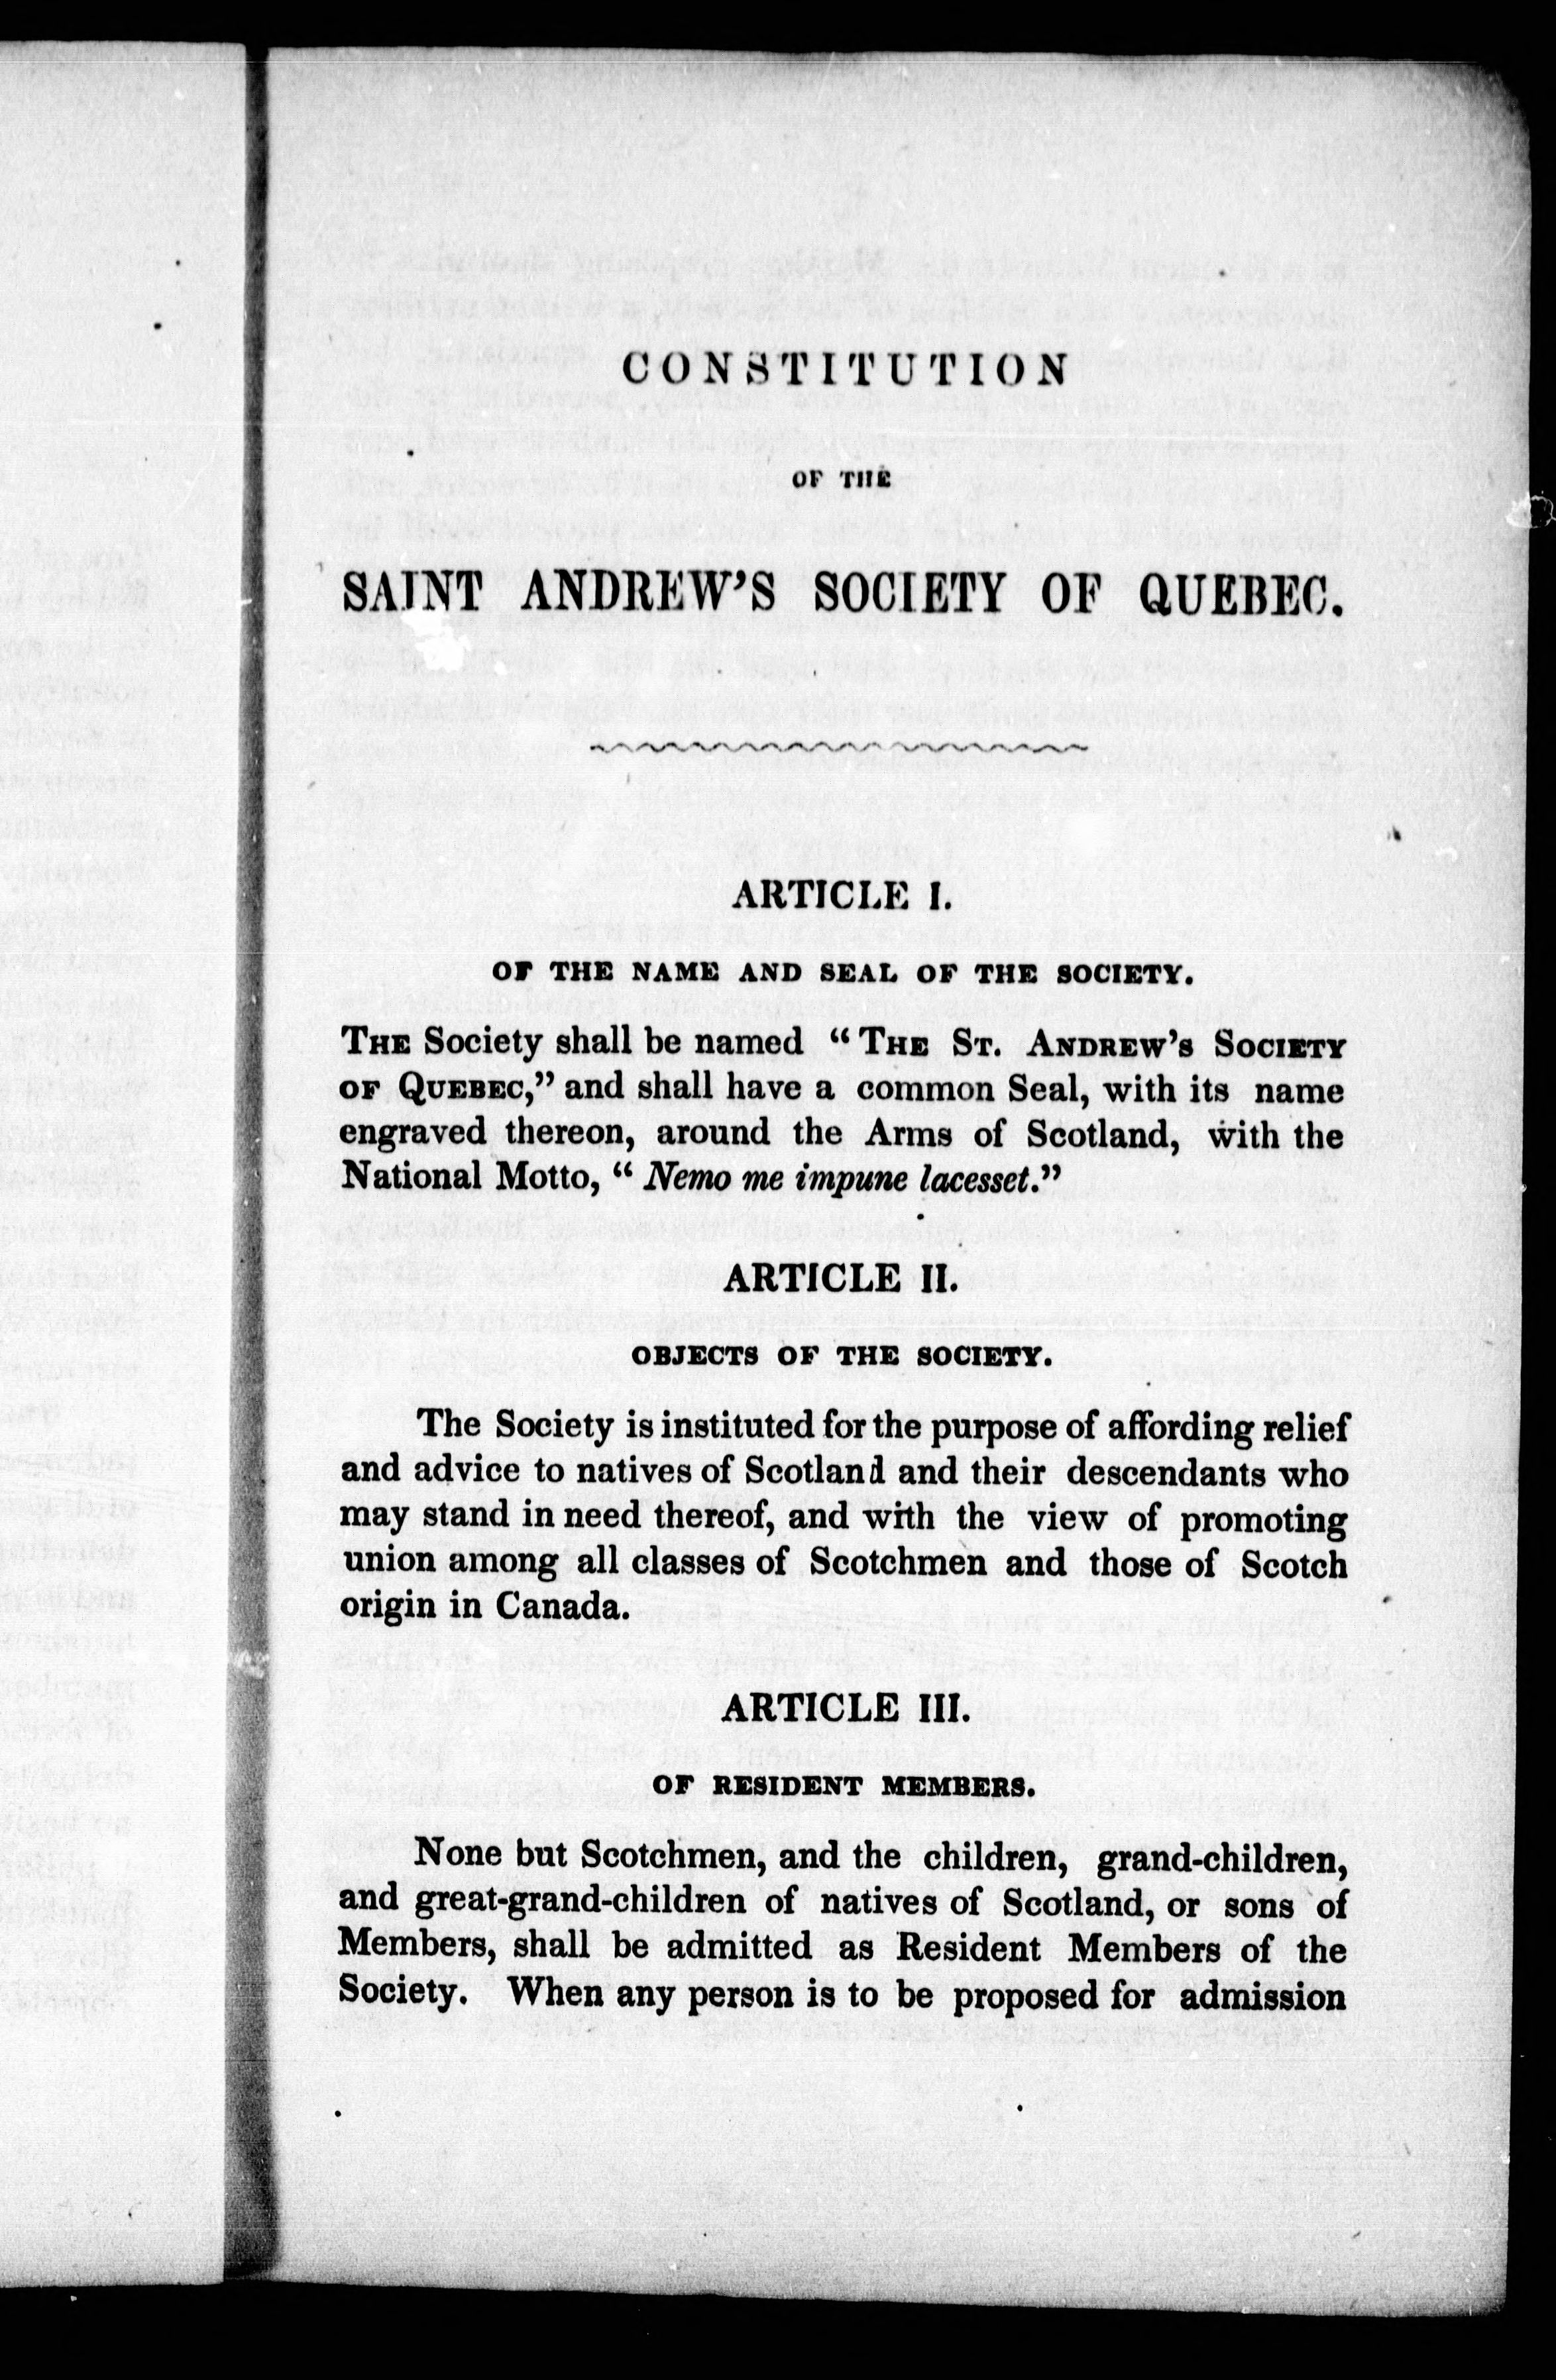 CONSTITUTION
OF THE
SAINT ANDREW'S SOCIETY OF QUEBEC.
ARTICLE I.
OF THE NAME AND SEAL OF THE SOCIETY.
THE Society shall be named "THE ST. ANDREW'S SOCIETY
OF QUEBEC," and shall have a common Seal, with its name
engraved thereon, around the Arms of Scotland, with the
National Motto, "Nemo me impune lacesset."
ARTICLE II.
OBJECTS OF THE SOCIETY.
The Society is instituted for the purpose of affording relief
and advice to natives of Scotland and their descendants who
may stand in need thereof, and with the view of promoting
union among all classes of Scotchmen and those of Scotch
origin in Canada.
ARTICLE III.
OF RESIDENT MEMBERS.
None but Scotchmen, and the children, grand-children,
and great-grand-children of natives of Scotland, or sons of
Members, shall be admitted as Resident Members of the
Society. When any person is to be proposed for admission